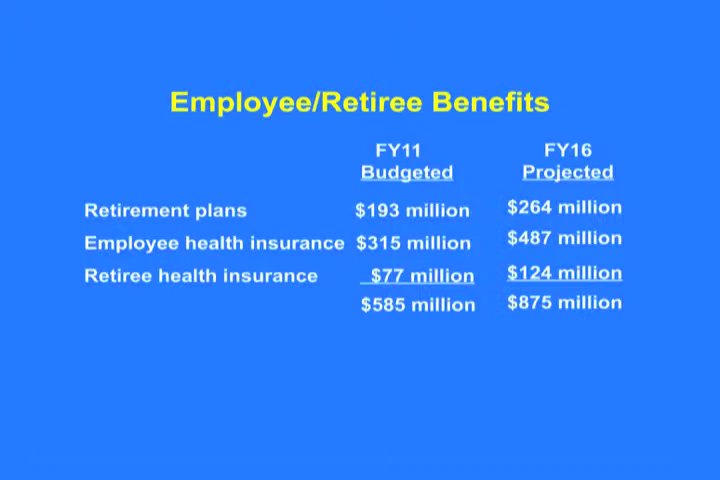 Employee/Retiree Benefits
FY11 FY16
Budgeted Projected
Retirement plans $193 million $264 million
Employee health insurance $315 million $487 million
Retiree health insurance $77 million $124 million
$585 million $875 million